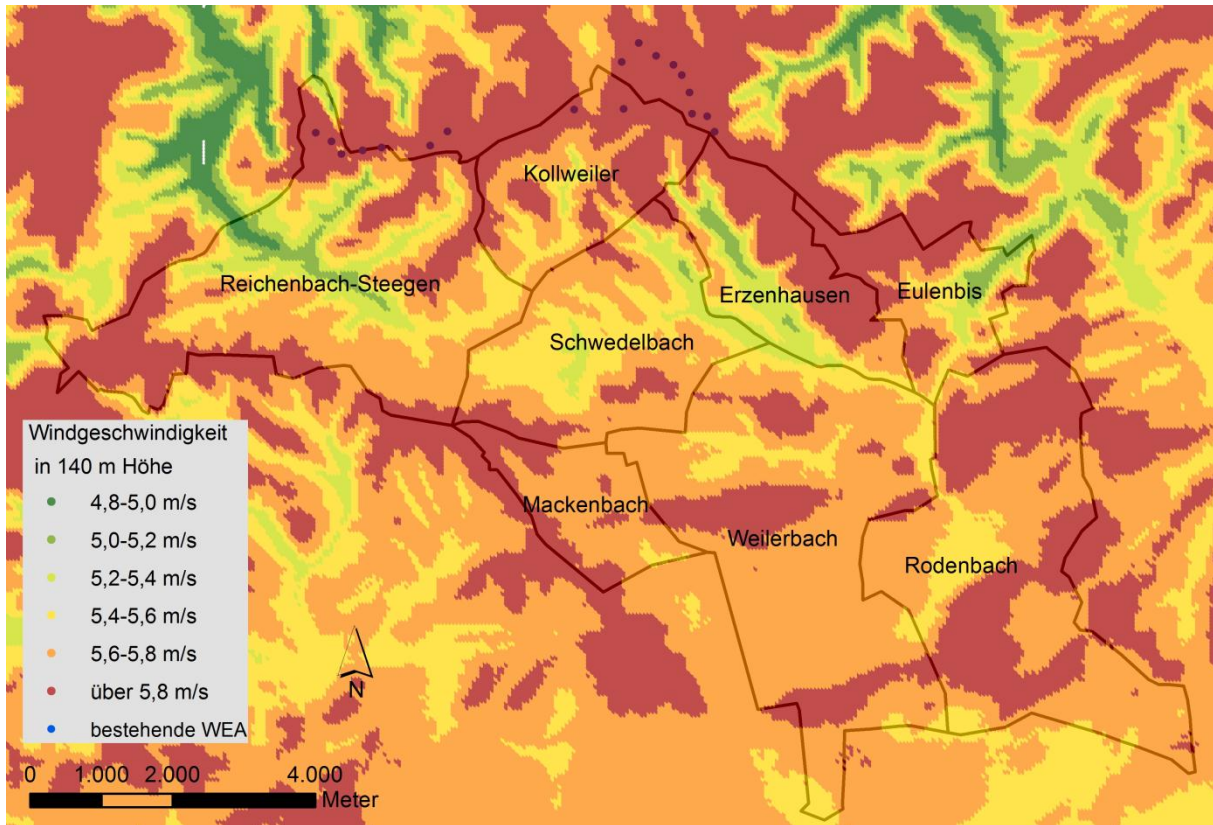 Kollweiler
Reichenbach-Steegen
Erzenhausen
Eulenbis
Schwedelbach
Mackenbach
Weilerbach
Rodenbach
Windgeschwindigkeit
in 140 m Höhe
4,8-5,0 m/s
5,0-5,2 m/s
5,2-5,4 m/s
5,4-5,6 m/s
5,6-5,8 m/s
über 5,8 m/s
bestehende WEA
N
0 1.000 2.000 4.000
Meter